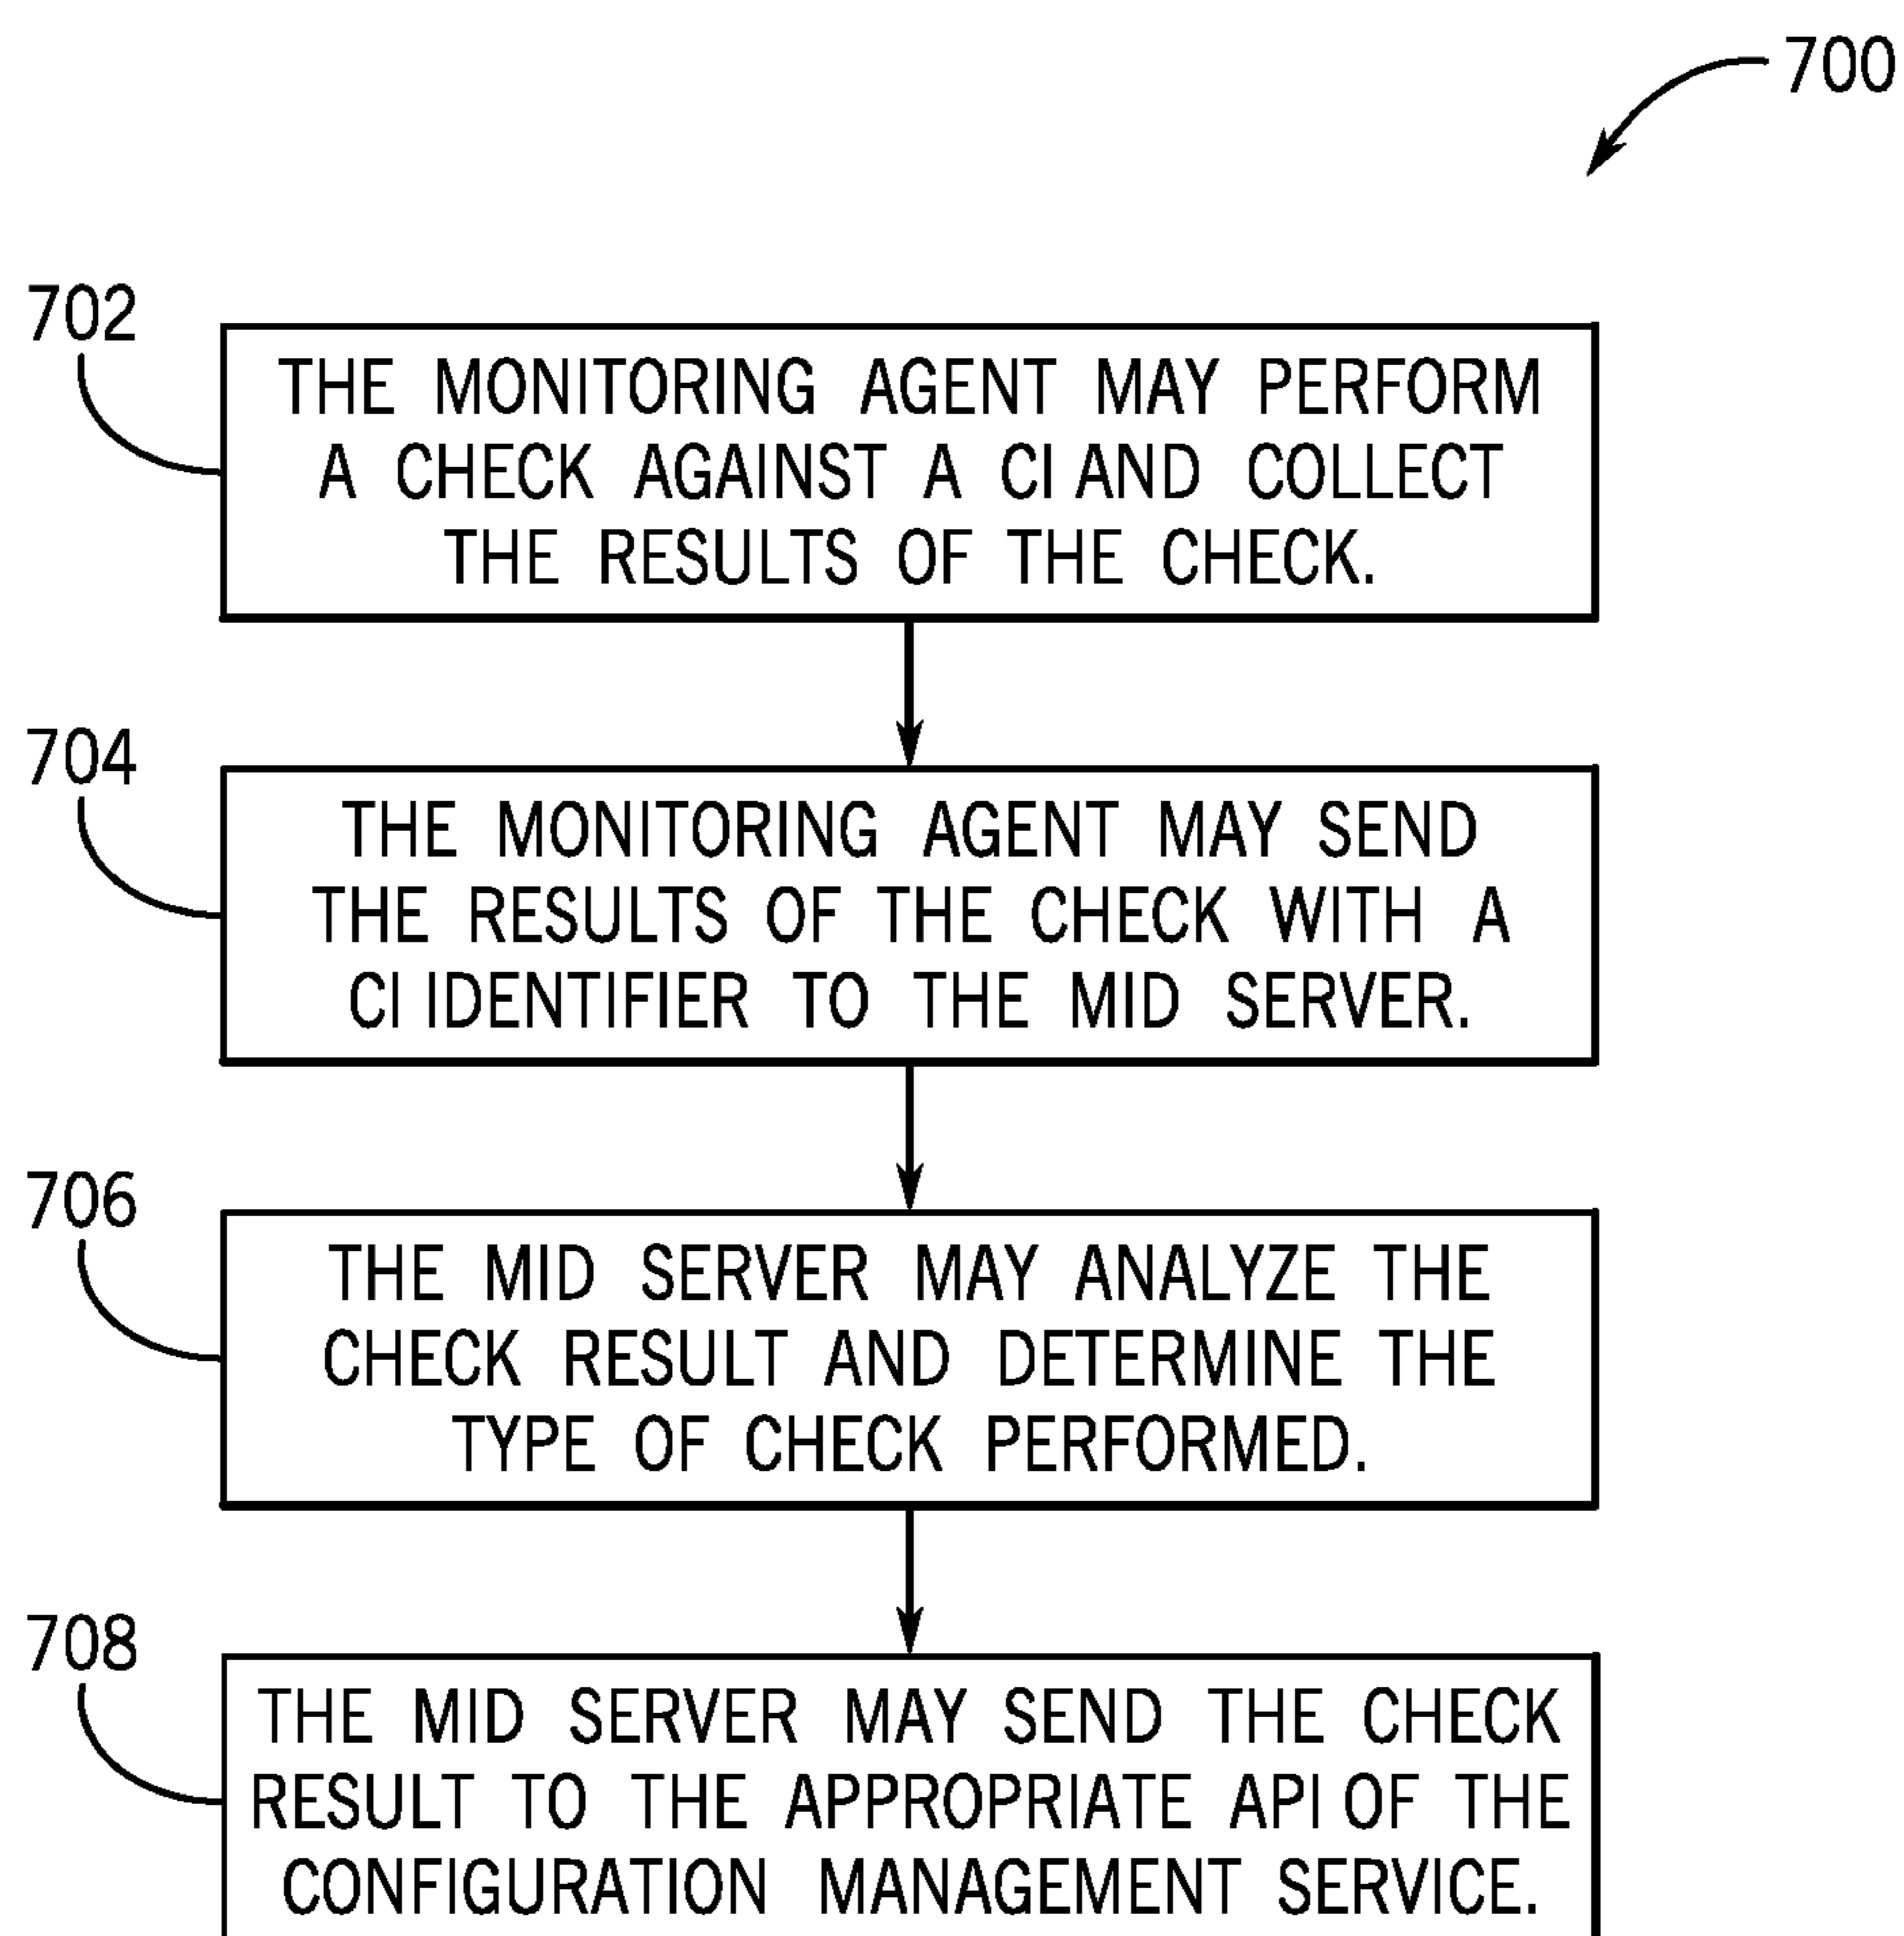 700
702
THE MONITORING AGENT MAY PERFORM
A CHECK AGAINST A CI AND COLLECT
THE RESULTS OF THE CHECK.
704
THE MONITORING AGENT MAY SEND
THE RESULTS OF THE CHECK WITH A
CI IDENTIFIER TO THE MID SERVER.
706
THE MID SERVER MAY ANALYZE THE
CHECK RESULT AND DETERMINE THE
TYPE OF CHECK PERFORMED.
708
THE MID SERVER MAY SEND THE CHECK
RESULT TO THE APPROPRIATE API OF THE
CONFIGURATION MANAGEMENT SERVICE.